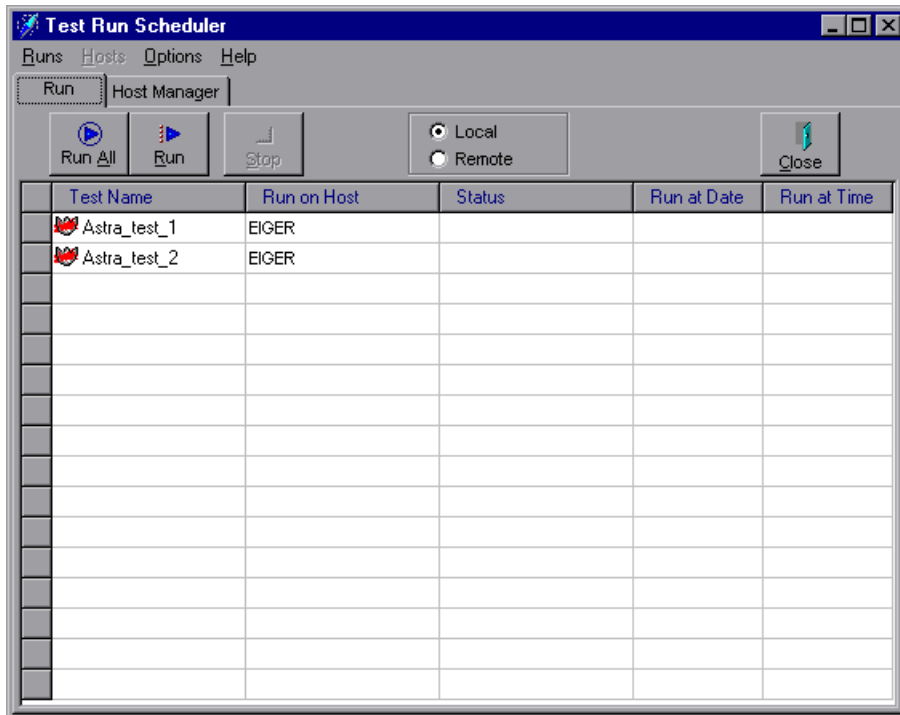 Test Run Scheduler
Runs Hosts Options Help
Run Host Manager
Run All Run Stop Local Close
Remote
Test Name Run on Host Status Run at Date Run at Time
Astra_test_1 EIGER
Astra_test_2 EIGER